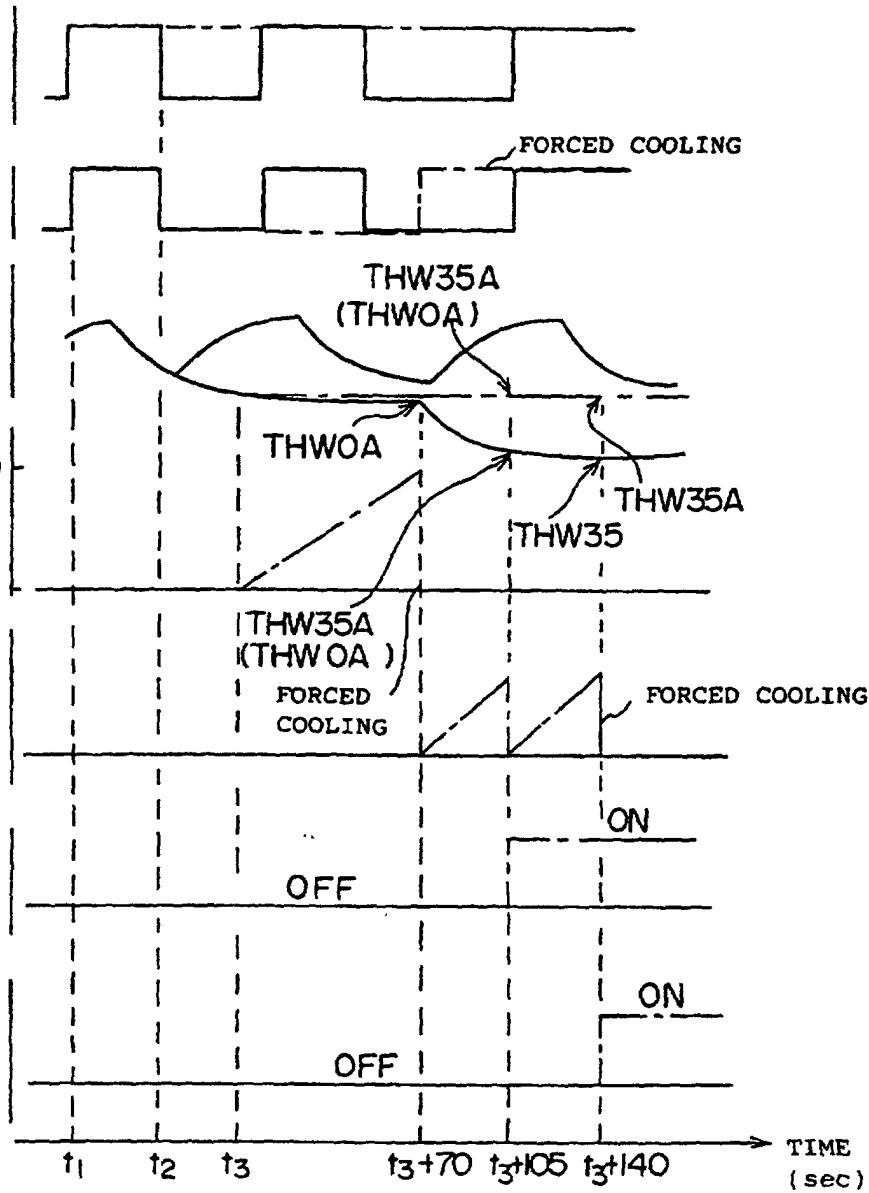 FORCED COOLING
THW35A
(THWOA)
THWOA
THW35A
THW35
THW35A
(THWOA)
FORCED
COOLING
FORCED COOLING
ON
OFF
ON
OFF
t1 t2 t3 t3+70 t3+105 t3+140 TIME
(sec)